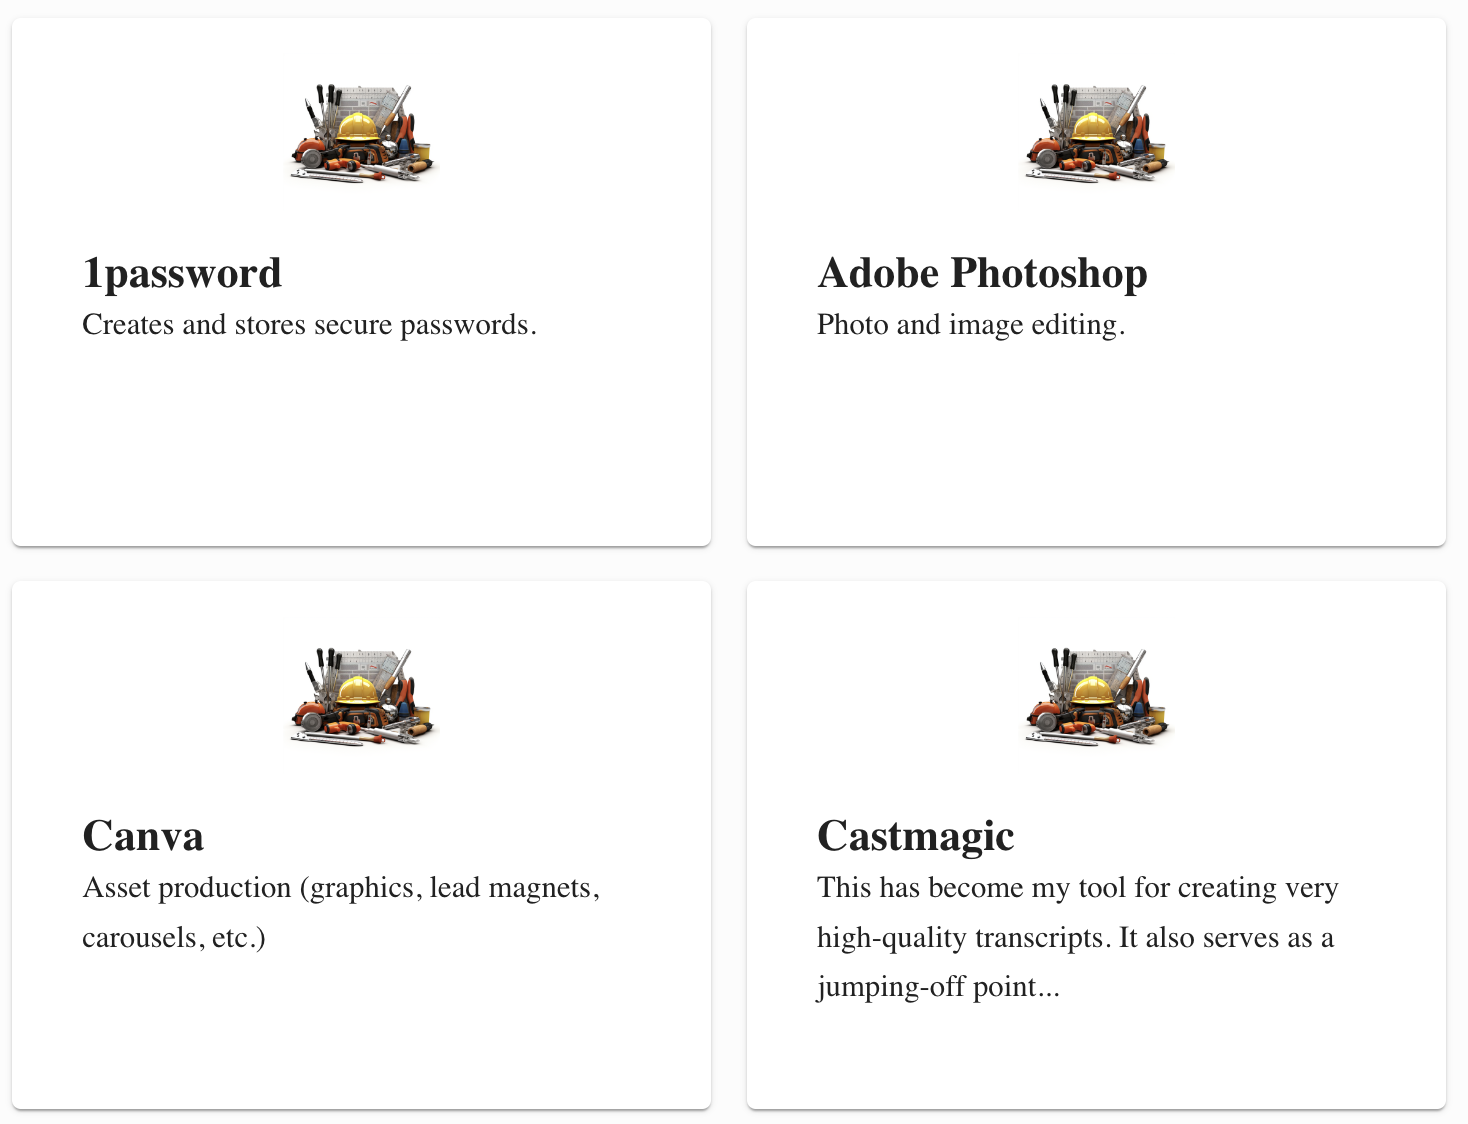 1password
Creates and stores secure passwords.
Adobe Photoshop
Photo and image editing.
Canva
Asset production (graphics, lead magnets,
carousels, etc.)
Castmagic
This has become my tool for creating very
high-quality transcripts. It also serves as a
jumping-off point...